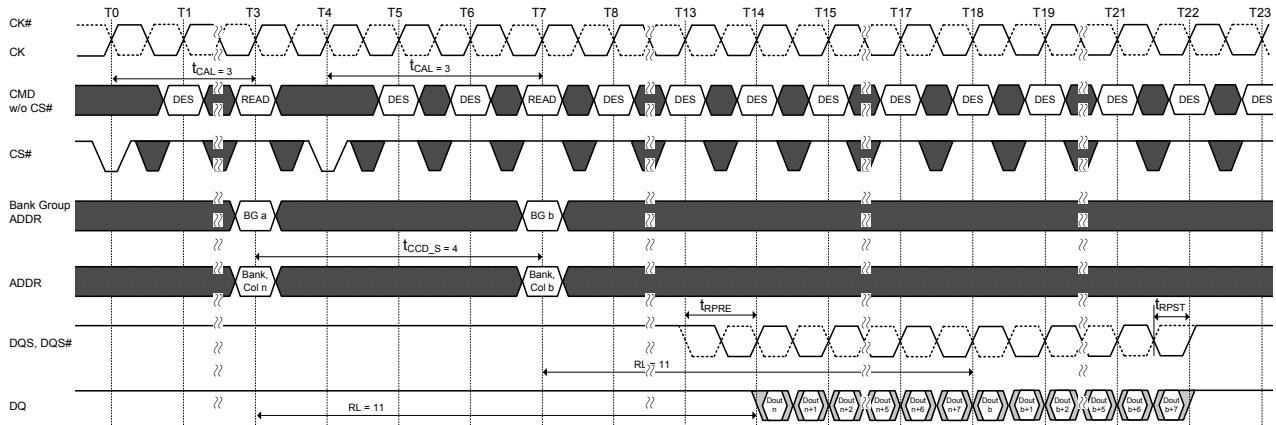 T0 T1 T3 T4 T5 T6 T7 T8 T13 T14 T15 T17 T18 T19 T21 T22 T23
CK#
CK
tCAL = 3 tCAL = 3
CMD
w/o CS#
DES READ DES DES READ DES DES DES DES DES DES DES DES DES DES
CS#
Bank Group
ADDR
BG a BG b
tCCD_S = 4
ADDR
Bank,
Col n
Bank,
Col b
tRPRE tRPST
DQS, DQS#
RL = 11
DQ
RL = 11
Dout
n
Dout
n+1
Dout
n+2
Dout
n+5
Dout
n+6
Dout
n+7
Dout
b
Dout
b+1
Dout
b+2
Dout
b+5
Dout
b+6
Dout
b+7